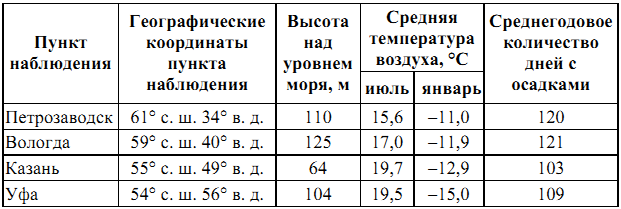 Пункт наблюдения
Географические координаты пункта наблюдения
Высота над уровнем моря, м
Средняя температура воздуха, °С
Среднегодовое количество дней с осадками
июль январь
Петрозаводск 61° с. ш. 34° в. д. 110 15,6 –11,0 120
Вологда 59° с. ш. 40° в. д. 125 17,0 –11,9 121
Казань 55° с. ш. 49° в. д. 64 19,7 –12,9 103
Уфа 54° с. ш. 56° в. д. 104 19,5 –15,0 109